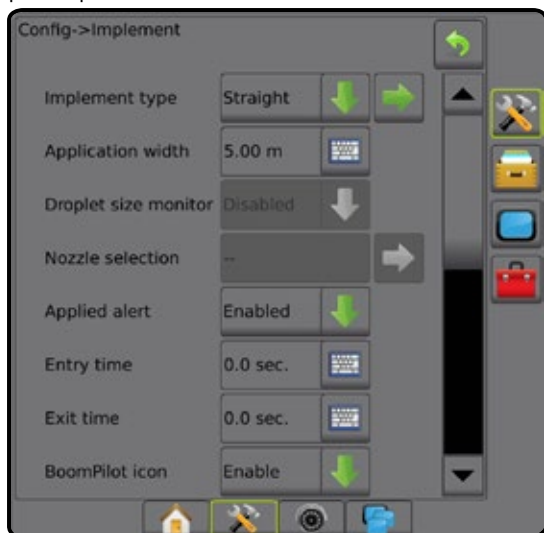 Config->Implement
Implement type Straight
Application width 5.00 m
Droplet size monitor Disabled
Nozzle selection --
Applied alert Enabled
Entry time 0.0 sec.
Exit time 0.0 sec.
BoomPilot icon Enable